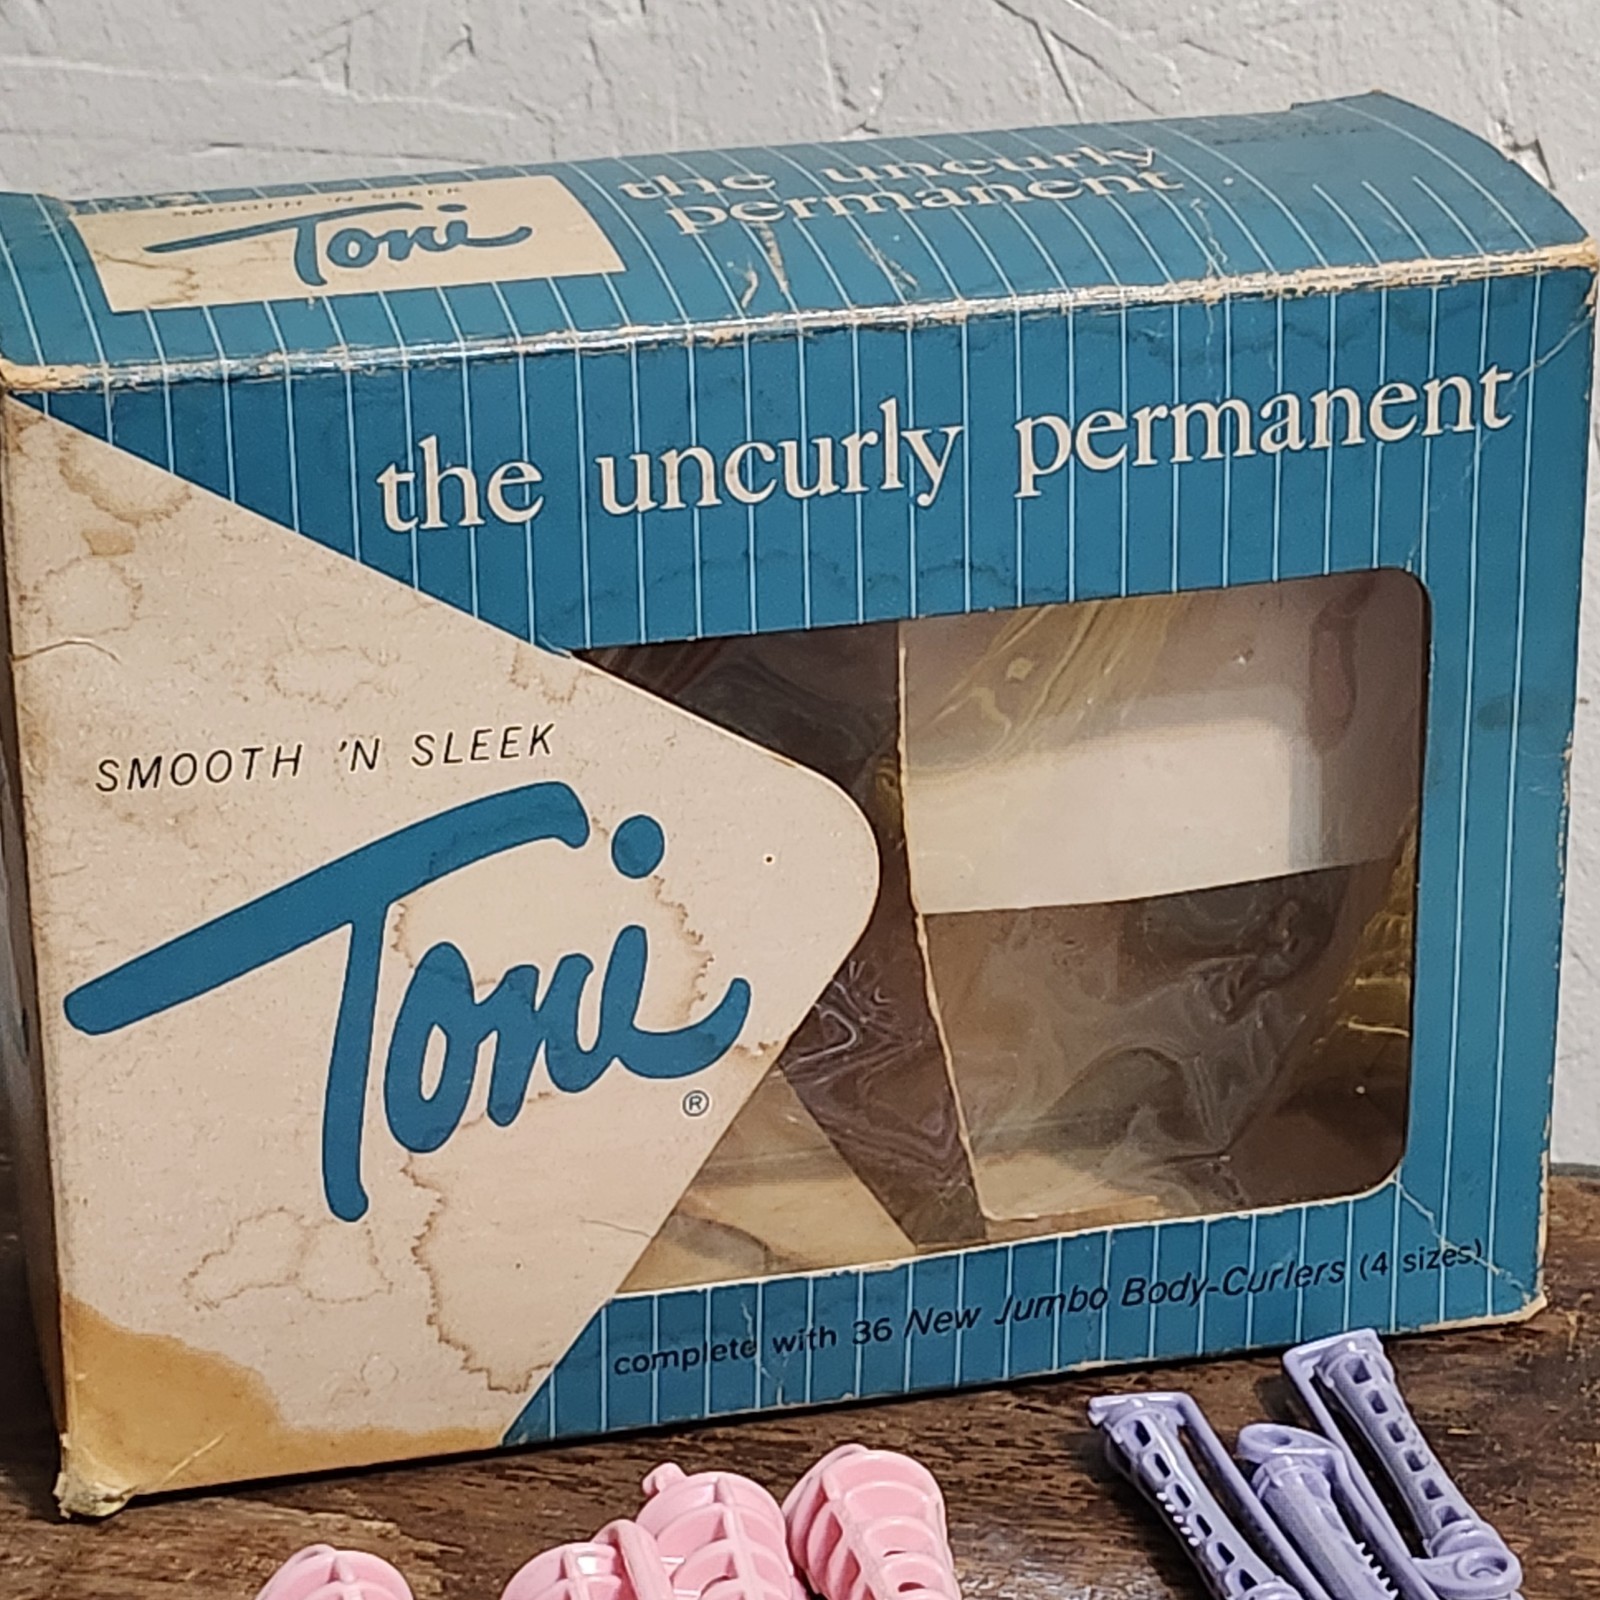 SMOOTH 'N SLEEK
Toni
the uncurly
permanent
the uncurly permanent
SMOOTH 'N SLEEK
Toni
®
complete with 36 New Jumbo Body-Curlers (4 sizes)